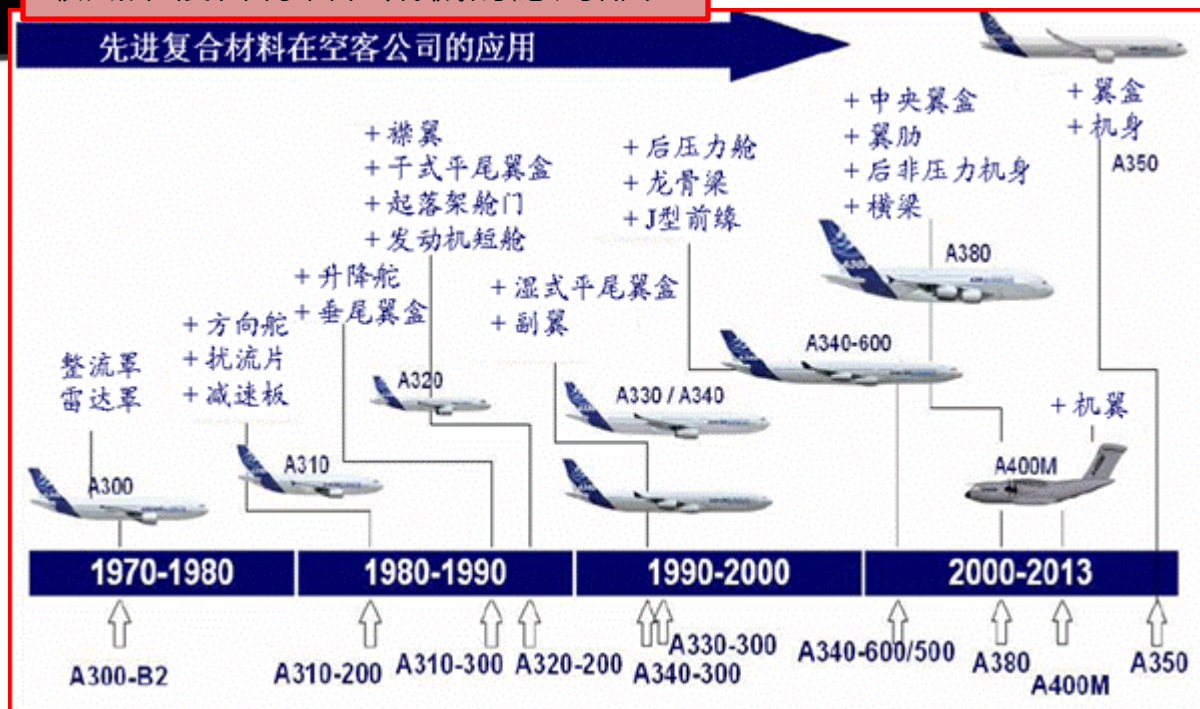 先进复合材料在空客公司的应用
整流罩
雷达罩
A300
+ 方向舵
+ 扰流片
+ 减速板
A310
+ 升降舵
+ 垂尾翼盒
+ 襟翼
+ 干式平尾翼盒
+ 起落架舱门
+ 发动机短舱
A320
+ 湿式平尾翼盒
+ 副翼
A330 / A340
+ 后压力舱
+ 龙骨梁
+ J型前缘
A340-600
+ 中央翼盒
+ 翼肋
+ 后非压力机身
+ 横梁
A380
+ 机翼
A400M
+ 翼盒
+ 机身
A350
1970-1980
1980-1990
1990-2000
2000-2013
A300-B2
A310-200
A310-300
A320-200
A330-300
A340-300
A340-600/500
A380
A400M
A350